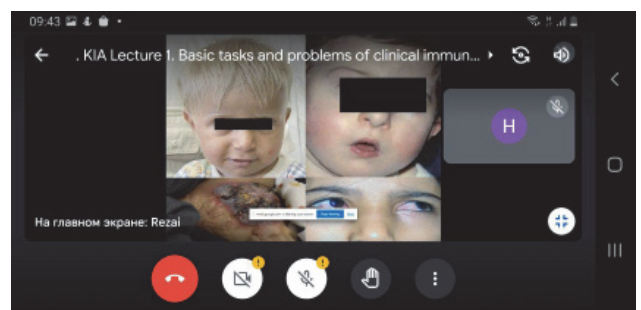 09:43
. KIA Lecture 1. Basic tasks and problems of clinical immun...
H
На главном экране: Rezai